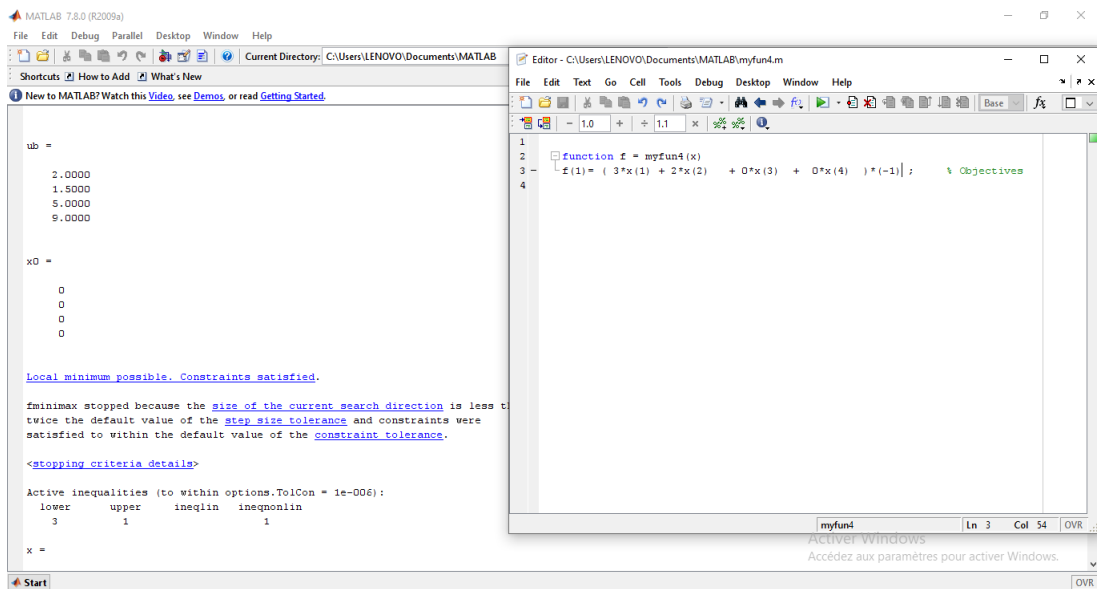 MATLAB 7.8.0 (R2009a)
File Edit Debug Parallel Desktop Window Help
Current Directory: C:\Users\LENOVO\Documents\MATLAB
Shortcuts How to Add What's New
New to MATLAB? Watch this Video, see Demos, or read Getting Started.
ub =
2.0000
1.5000
5.0000
9.0000
x0 =
0
0
0
0
Local minimum possible. Constraints satisfied.
fminimax stopped because the size of the current search direction is less
twice the default value of the step size tolerance and constraints were
satisfied to within the default value of the constraint tolerance.
<stopping criteria details>
Active inequalities (to within options.TolCon = 1e-006):
lower upper ineqlin ineqnonlin
3 1 1
x =
Start
Editor - C:\Users\LENOVO\Documents\MATLAB\myfun4.m
File Edit Text Go Cell Tools Debug Desktop Window Help
Base fx
- 1.0 + ÷ 1.1 ×
1
2 function f = myfun4(x)
3 - f(1)= ( 3*x(1) + 2*x(2) + 0*x(3) + 0*x(4) )*(-1) ; % Objectives
4
myfun4 Ln 3 Col 54 OVR
Activer Windows
Accédez aux paramètres pour activer Windows.
OVR